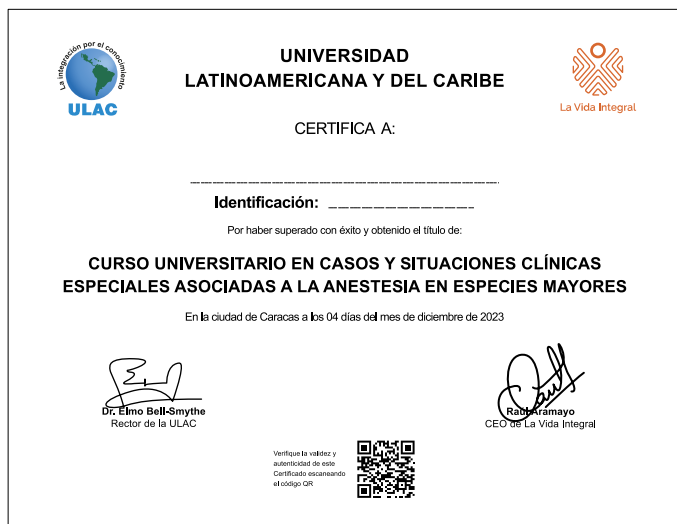 La integración por el conocimiento
ULAC
UNIVERSIDAD
LATINOAMERICANA Y DEL CARIBE
La Vida Integral
CERTIFICA A:
Identificación:
Por haber superado con éxito y obtenido el título de:
CURSO UNIVERSITARIO EN CASOS Y SITUACIONES CLÍNICAS
ESPECIALES ASOCIADAS A LA ANESTESIA EN ESPECIES MAYORES
En la ciudad de Caracas a los 04 días del mes de diciembre de 2023
Dr. Elmo Bell-Smythe
Rector de la ULAC
Raúl Aramayo
CEO de La Vida Integral
Verifique la validez y
autenticidad de este
Certificado escaneando
el código QR